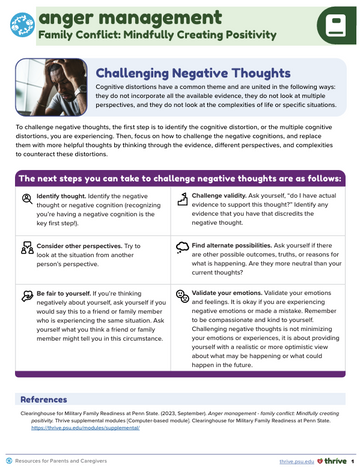 anger management
Family Conflict: Mindfully Creating Positivity
Challenging Negative Thoughts
Cognitive distortions have a common theme and are united in the following ways:
they do not incorporate all the available evidence, they do not look at multiple
perspectives, and they do not look at the complexities of life or specific situations.
To challenge negative thoughts, the first step is to identify the cognitive distortion, or the multiple cognitive
distortions, you are experiencing. Then, focus on how to challenge the negative cognitions, and replace
them with more helpful thoughts by thinking through the evidence, different perspectives, and complexities
to counteract these distortions.
The next steps you can take to challenge negative thoughts are as follows:
Identify thought. Identify the negative
thought or negative cognition (recognizing
you're having a negative cognition is the
key first step!).
Challenge validity. Ask yourself, "do I have actual
evidence to support this thought?" Identify any
evidence that you have that discredits the
negative thought.
Consider other perspectives. Try to
look at the situation from another
person's perspective.
Find alternate possibilities. Ask yourself if there
are other possible outcomes, truths, or reasons for
what is happening. Are they more neutral than your
current thoughts?
Be fair to yourself. If you're thinking
negatively about yourself, ask yourself if you
would say this to a friend or family member
who is experiencing the same situation. Ask
yourself what you think a friend or family
member might tell you in this circumstance.
Validate your emotions. Validate your emotions
and feelings. It is okay if you are experiencing
negative emotions or made a mistake. Remember
to be compassionate and kind to yourself.
Challenging negative thoughts is not minimizing
your emotions or experiences, it is about providing
yourself with a realistic or more optimistic view
about what may be happening or what could
happen in the future.
References
Clearinghouse for Military Family Readiness at Penn State. (2023, September). Anger management - family conflict: Mindfully creating
positivity. Thrive supplemental modules [Computer-based module]. Clearinghouse for Military Family Readiness at Penn State.
https://thrive.psu.edu/modules/supplemental/
Resources for Parents and Caregivers
thrive.psu.edu
thrive
1